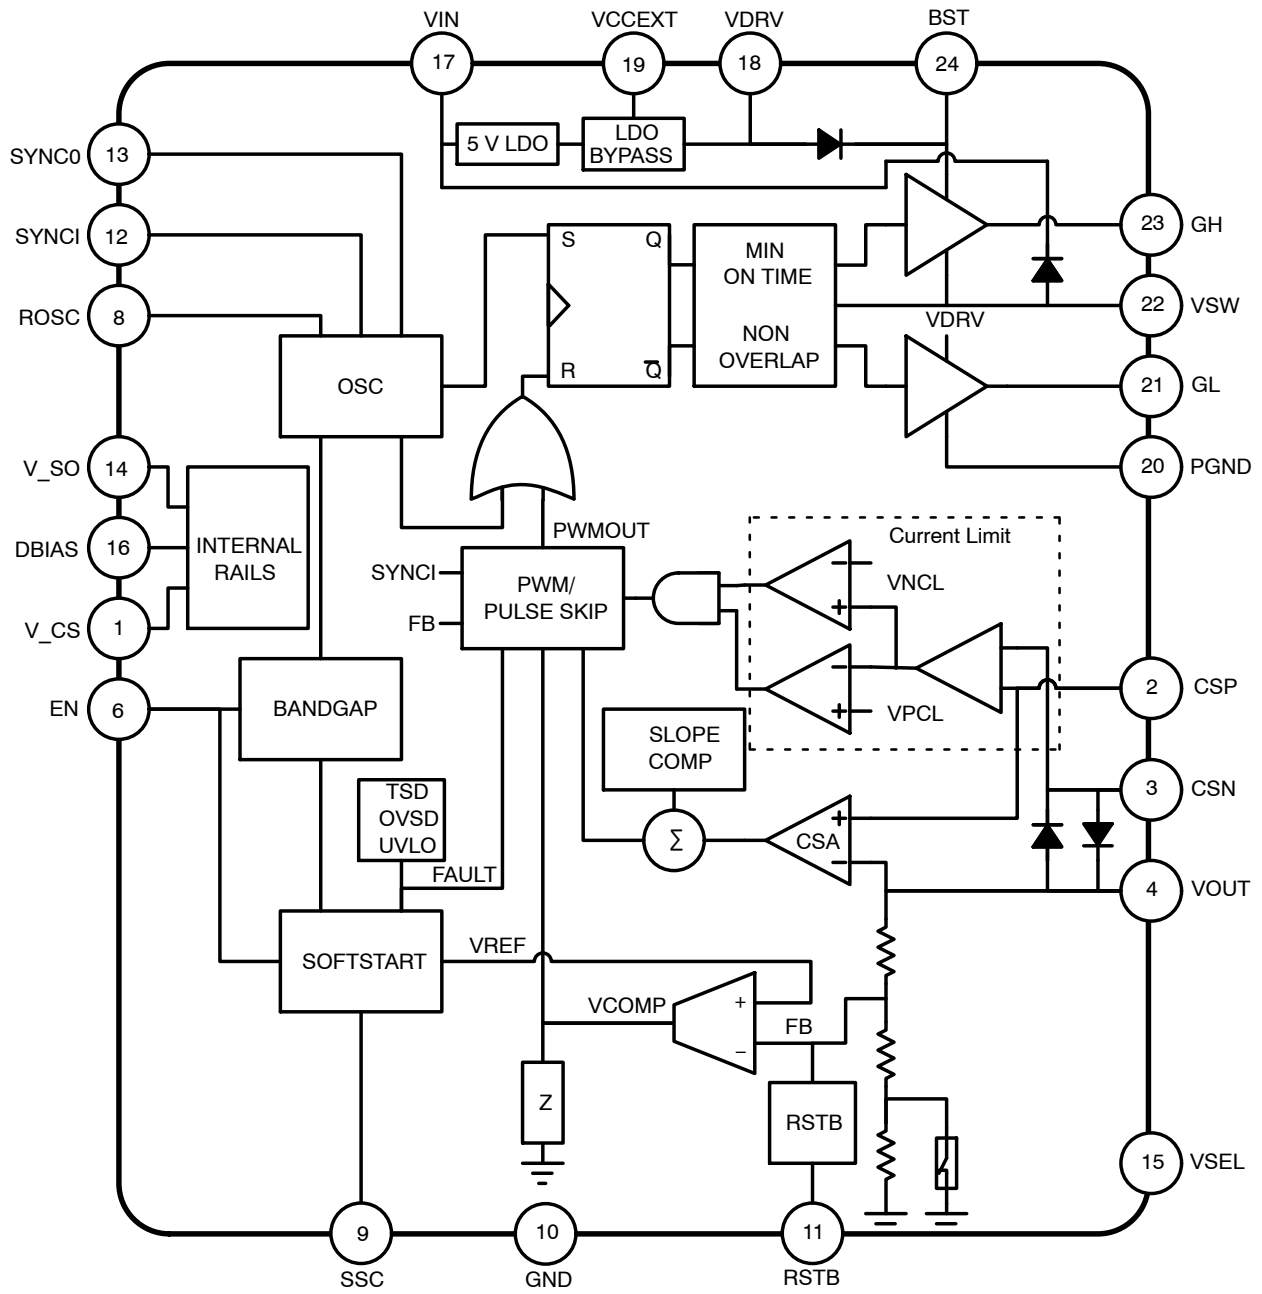 VIN
VCCEXT
VDRV
BST
17
19
18
24
5 V LDO
LDO
BYPASS
SYNC0
13
SYNCI
12
ROSC
8
S
Q
R
Q̅
MIN
ON TIME
NON
OVERLAP
23
GH
22
VSW
VDRV
21
GL
20
PGND
OSC
V_SO
14
DBIAS
16
V_CS
1
INTERNAL
RAILS
EN
6
BANDGAP
PWMOUT
SYNCI
FB
PWM/
PULSE SKIP
Current Limit
−
VNCL
+
−
+
VPCL
2
CSP
SLOPE
COMP
3
CSN
TSD
OVSD
UVLO
FAULT
Σ
CSA
+
−
4
VOUT
SOFTSTART
VREF
VCOMP
+
−
FB
Z
RSTB
15
VSEL
9
10
11
SSC
GND
RSTB